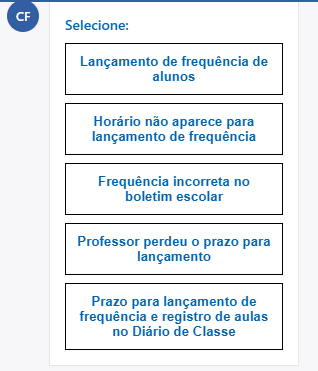 CF
Selecione:
Lançamento de frequência de
alunos
Horário não aparece para
lançamento de frequência
Frequência incorreta no
boletim escolar
Professor perdeu o prazo para
lançamento
Prazo para lançamento de
frequência e registro de aulas
no Diário de Classe